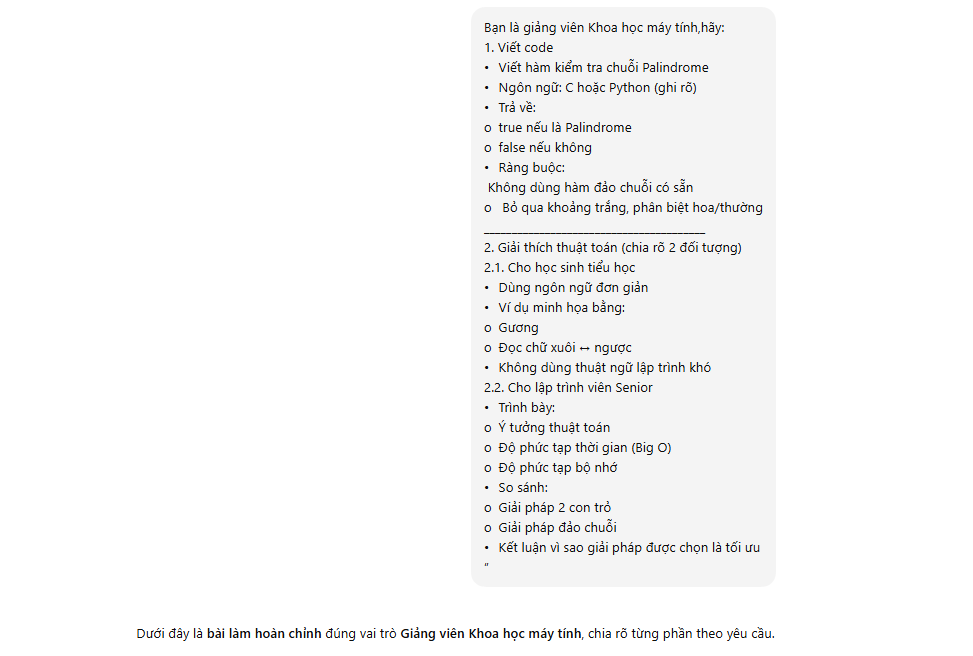 Bạn là giảng viên Khoa học máy tính,hãy:
1. Viết code
• Viết hàm kiểm tra chuỗi Palindrome
• Ngôn ngữ: C hoặc Python (ghi rõ)
• Trả về:
o true nếu là Palindrome
o false nếu không
• Ràng buộc:
Không dùng hàm đảo chuỗi có sẵn
o Bỏ qua khoảng trắng, phân biệt hoa/thường
________________________________________
2. Giải thích thuật toán (chia rõ 2 đối tượng)
2.1. Cho học sinh tiểu học
• Dùng ngôn ngữ đơn giản
• Ví dụ minh họa bằng:
o Gương
o Đọc chữ xuôi ↔ ngược
• Không dùng thuật ngữ lập trình khó
2.2. Cho lập trình viên Senior
• Trình bày:
o Ý tưởng thuật toán
o Độ phức tạp thời gian (Big O)
o Độ phức tạp bộ nhớ
• So sánh:
o Giải pháp 2 con trỏ
o Giải pháp đảo chuỗi
• Kết luận vì sao giải pháp được chọn là tối ưu
"
Dưới đây là bài làm hoàn chỉnh đúng vai trò Giảng viên Khoa học máy tính, chia rõ từng phần theo yêu cầu.